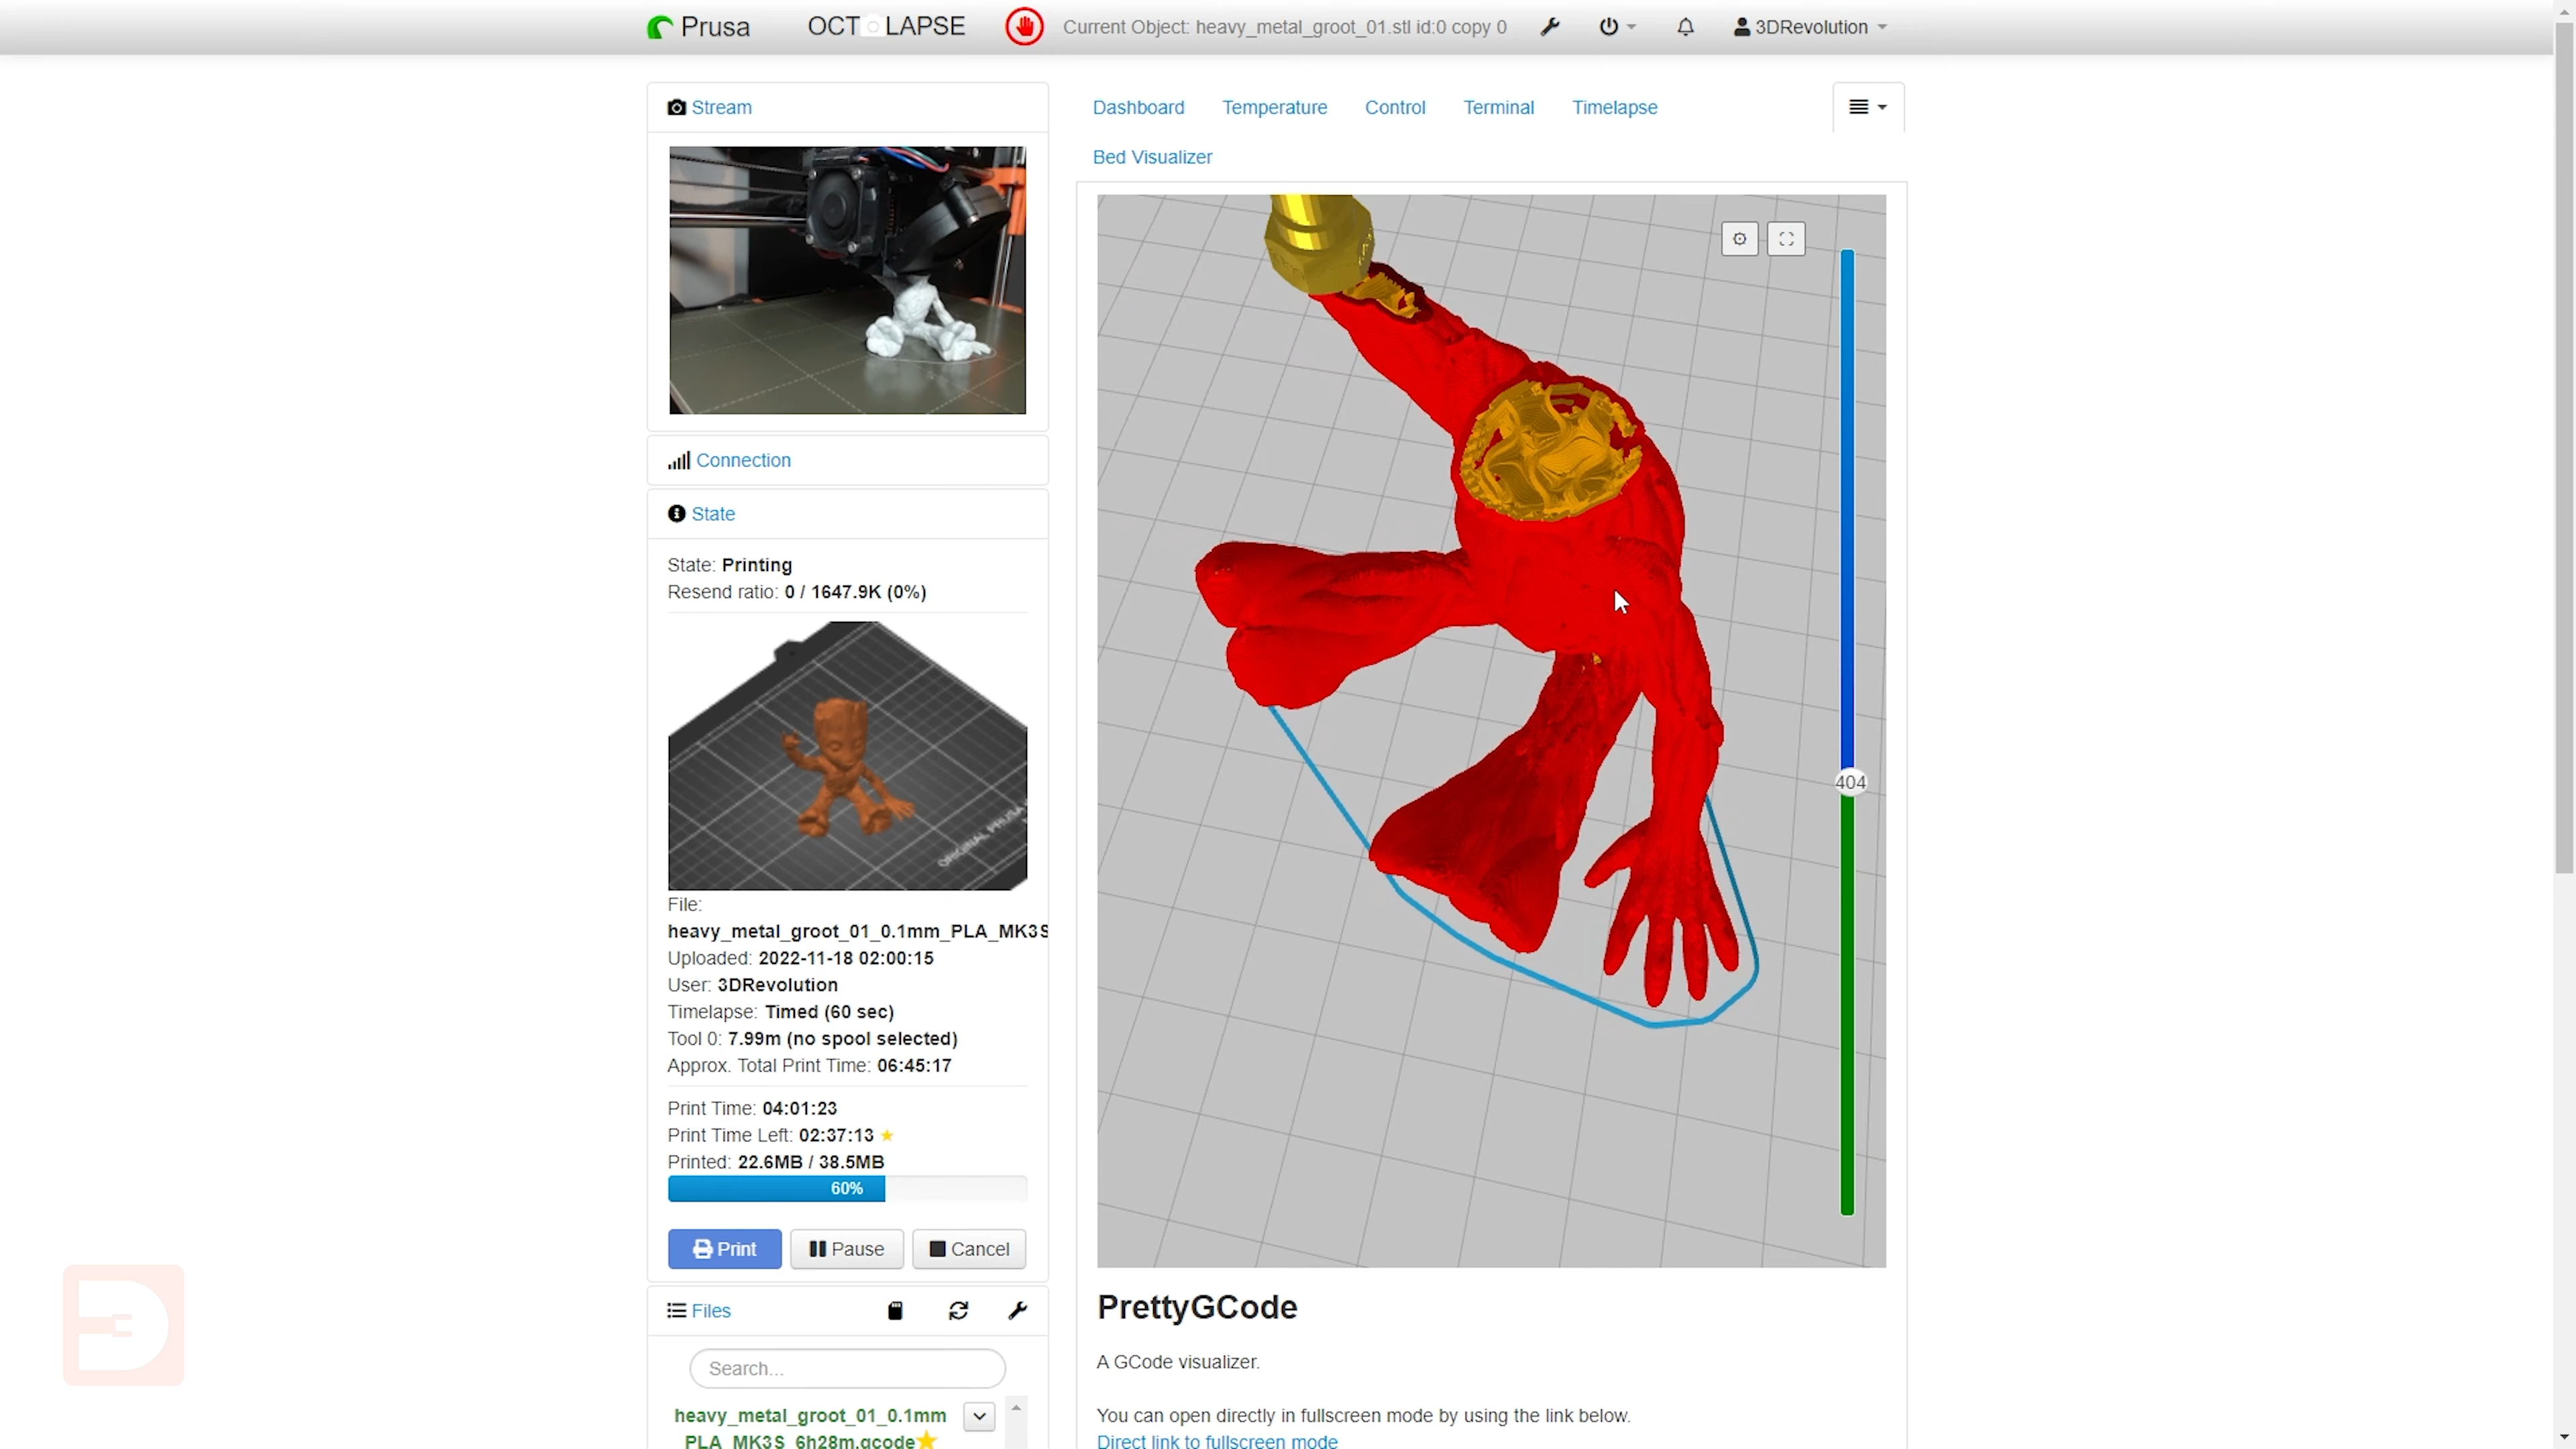 Prusa
OCTOLAPSE
Current Object: heavy_metal_groot_01.stl id:0 copy 0
3DRevolution
Stream
Dashboard
Temperature
Control
Terminal
Timelapse
Bed Visualizer
Connection
State
State: Printing
Resend ratio: 0 / 1647.9K (0%)
ORIGINAL PRUSA
File:
heavy_metal_groot_01_0.1mm_PLA_MK3S
Uploaded: 2022-11-18 02:00:15
User: 3DRevolution
Timelapse: Timed (60 sec)
Tool 0: 7.99m (no spool selected)
Approx. Total Print Time: 06:45:17
Print Time: 04:01:23
Print Time Left: 02:37:13
Printed: 22.6MB / 38.5MB
60%
Print
Pause
Cancel
Files
Search...
heavy_metal_groot_01_0.1mm
PLA_MK3S_6h28m.gcode
404
PrettyGCode
A GCode visualizer.
You can open directly in fullscreen mode by using the link below.
Direct link to fullscreen mode
3